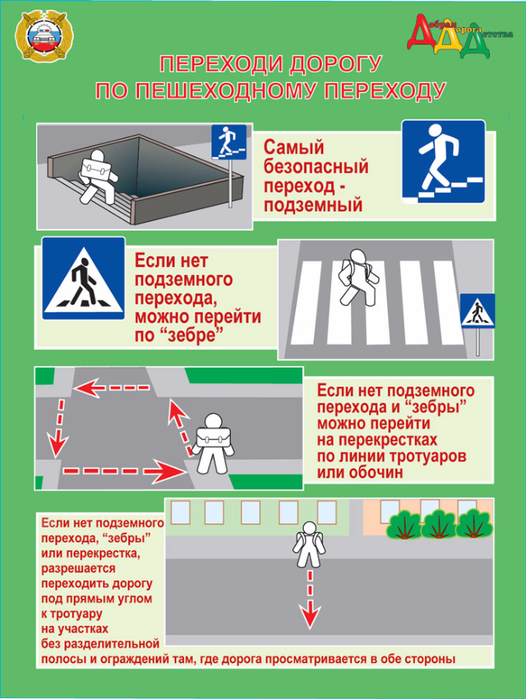 Добрая
Дорога
Детства
ПЕРЕХОДИ ДОРОГУ
ПО ПЕШЕХОДНОМУ ПЕРЕХОДУ
Самый
безопасный
переход -
подземный
Если нет
подземного
перехода,
можно перейти
по “зебре”
Если нет подземного
перехода и “зебры”
можно перейти
на перекрестках
по линии тротуаров
или обочин
Если нет подземного
перехода, “зебры”
или перекрестка,
разрешается
переходить дорогу
под прямым углом
к тротуару
на участках
без разделительной
полосы и ограждений там, где дорога просматривается в обе стороны